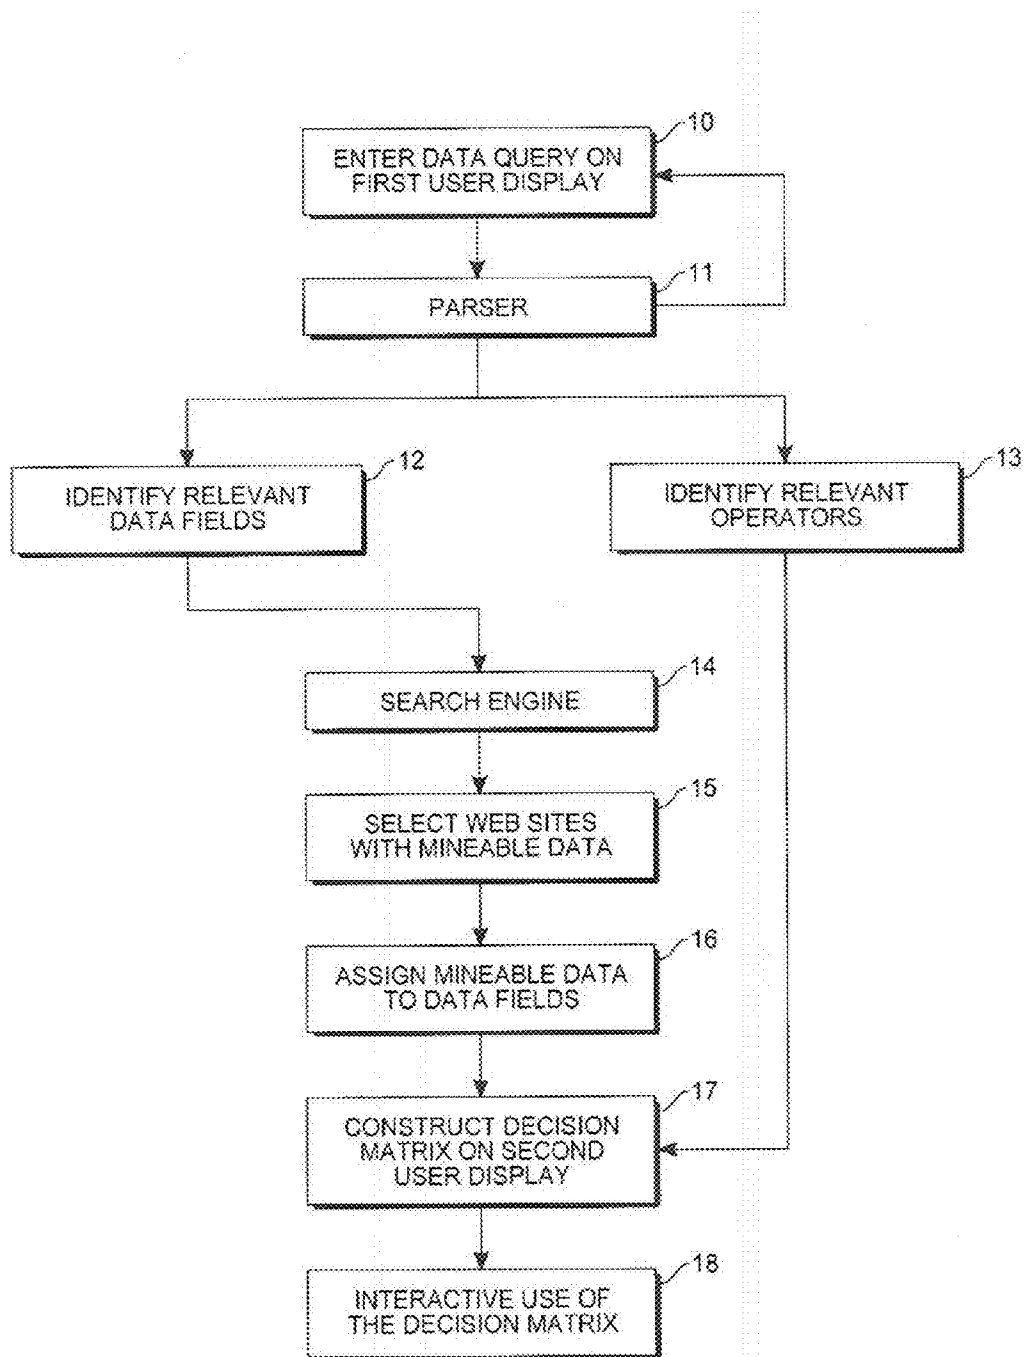 10
ENTER DATA QUERY ON
FIRST USER DISPLAY
11
PARSER
12
IDENTIFY RELEVANT
DATA FIELDS
13
IDENTIFY RELEVANT
OPERATORS
14
SEARCH ENGINE
15
SELECT WEB SITES
WITH MINEABLE DATA
16
ASSIGN MINEABLE DATA
TO DATA FIELDS
17
CONSTRUCT DECISION
MATRIX ON SECOND
USER DISPLAY
18
INTERACTIVE USE OF
THE DECISION MATRIX